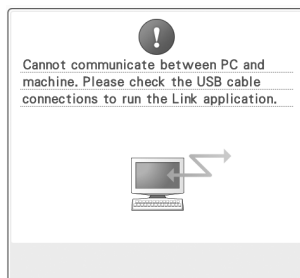 Cannot communicate between PC and
machine. Please check the USB cable
connections to run the Link application.